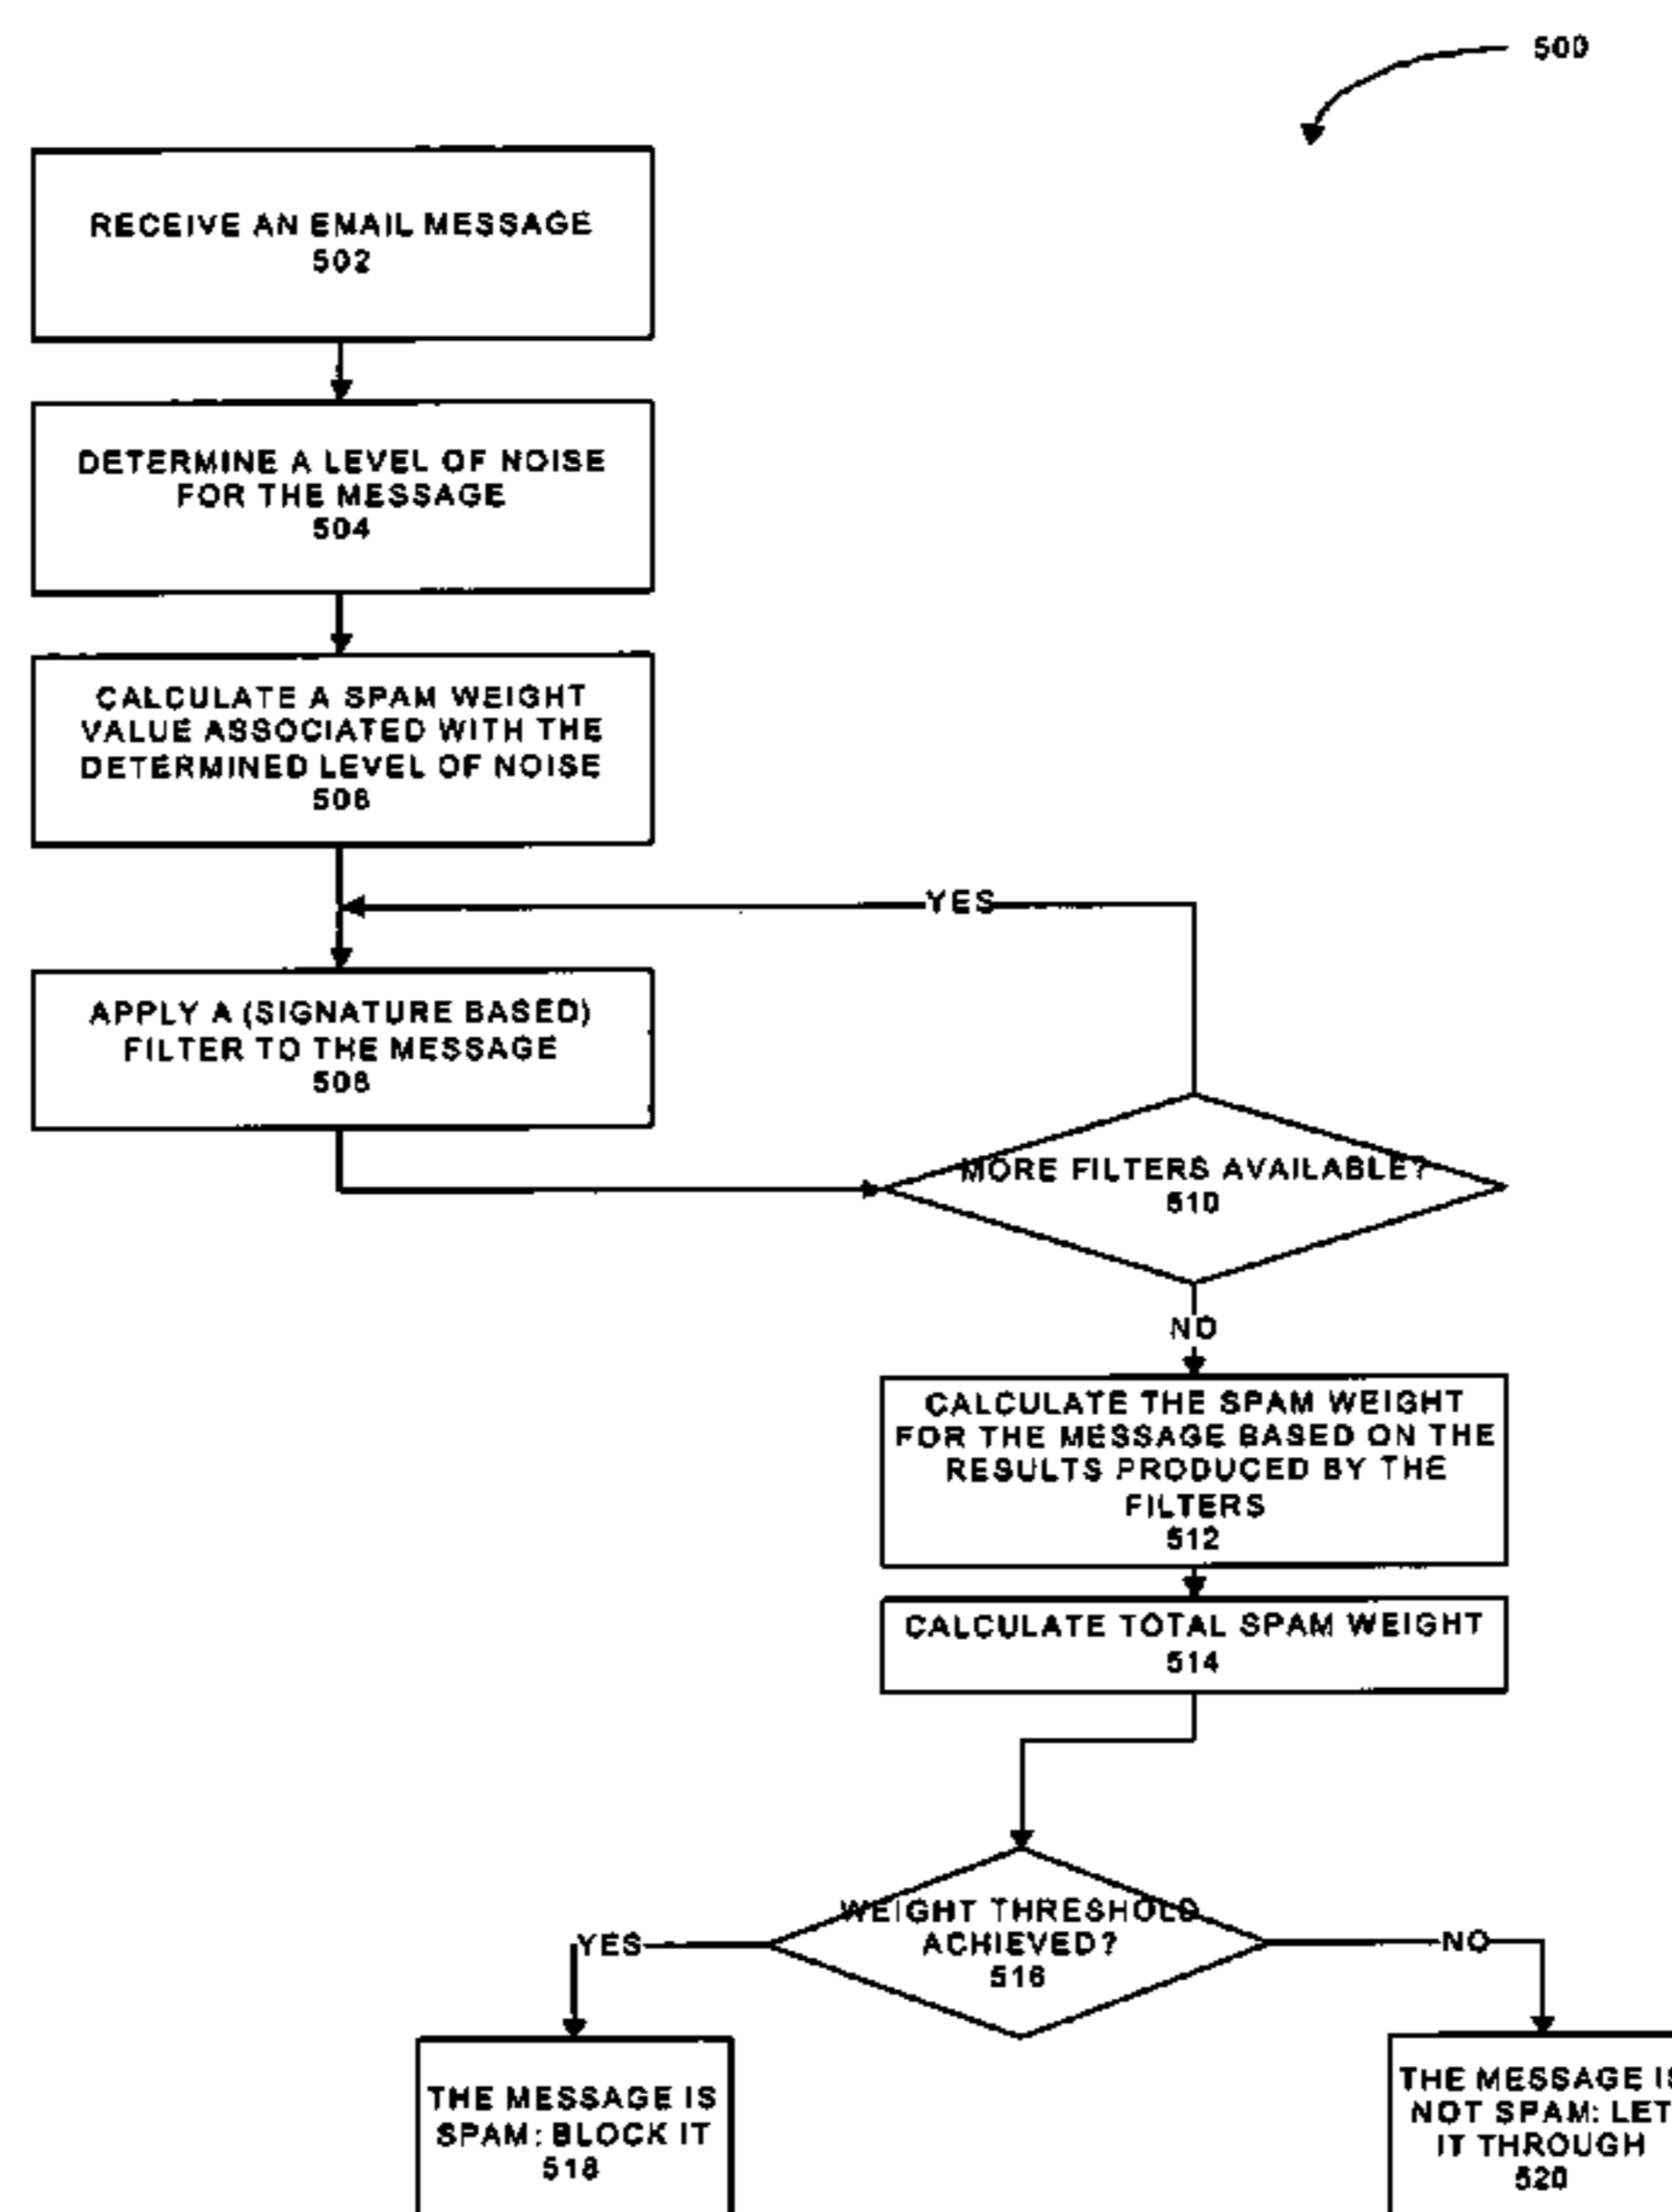 500
RECEIVE AN EMAIL MESSAGE
502
DETERMINE A LEVEL OF NOISE
FOR THE MESSAGE
504
CALCULATE A SPAM WEIGHT
VALUE ASSOCIATED WITH THE
DETERMINED LEVEL OF NOISE
506
YES
APPLY A (SIGNATURE BASED)
FILTER TO THE MESSAGE
508
MORE FILTERS AVAILABLE?
510
NO
CALCULATE THE SPAM WEIGHT
FOR THE MESSAGE BASED ON THE
RESULTS PRODUCED BY THE
FILTERS
512
CALCULATE TOTAL SPAM WEIGHT
514
WEIGHT THRESHOLD
ACHIEVED?
516
YES
NO
THE MESSAGE IS
SPAM: BLOCK IT
518
THE MESSAGE IS
NOT SPAM: LET
IT THROUGH
520